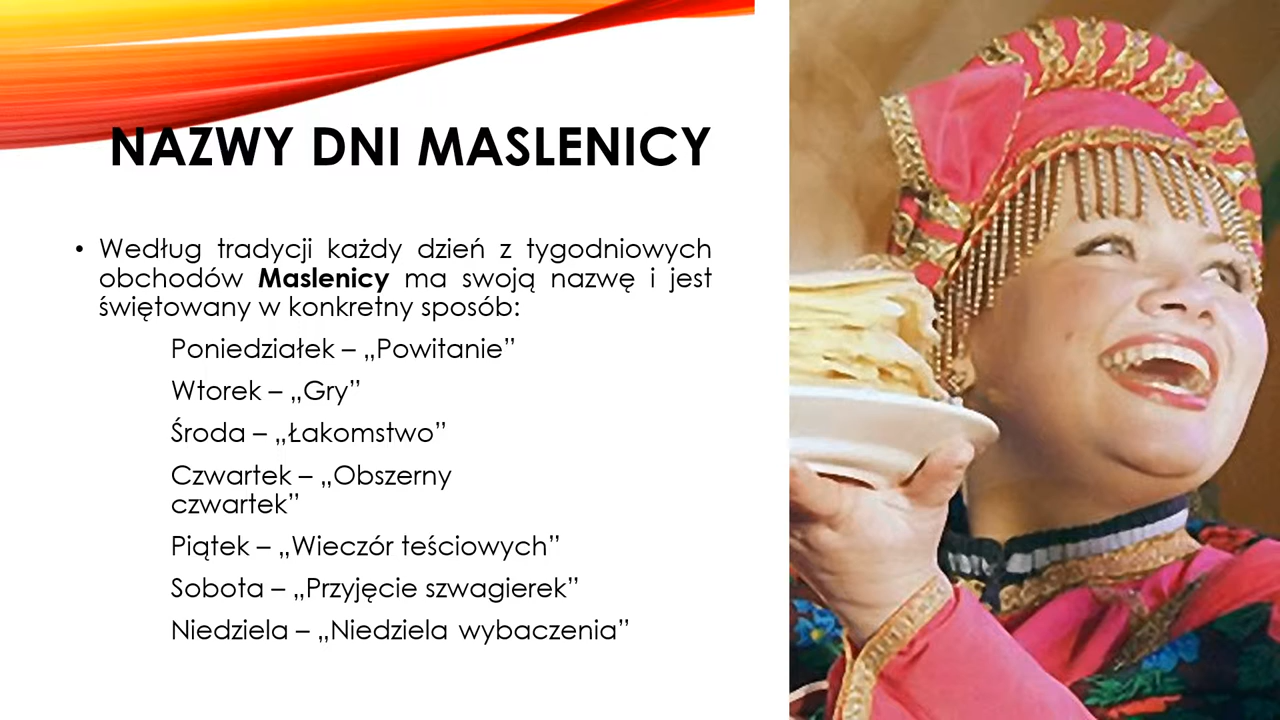 NAZWY DNI MASLENICY
• Według tradycji każdy dzień z tygodniowych
obchodów Maslenicy ma swoją nazwę i jest
świętowany w konkretny sposób:
Poniedziałek – „Powitanie”
Wtorek – „Gry”
Środa – „Łakomstwo”
Czwartek – „Obszerny
czwartek”
Piątek – „Wieczór teściowych”
Sobota – „Przyjęcie szwagierek”
Niedziela – „Niedziela wybaczenia”